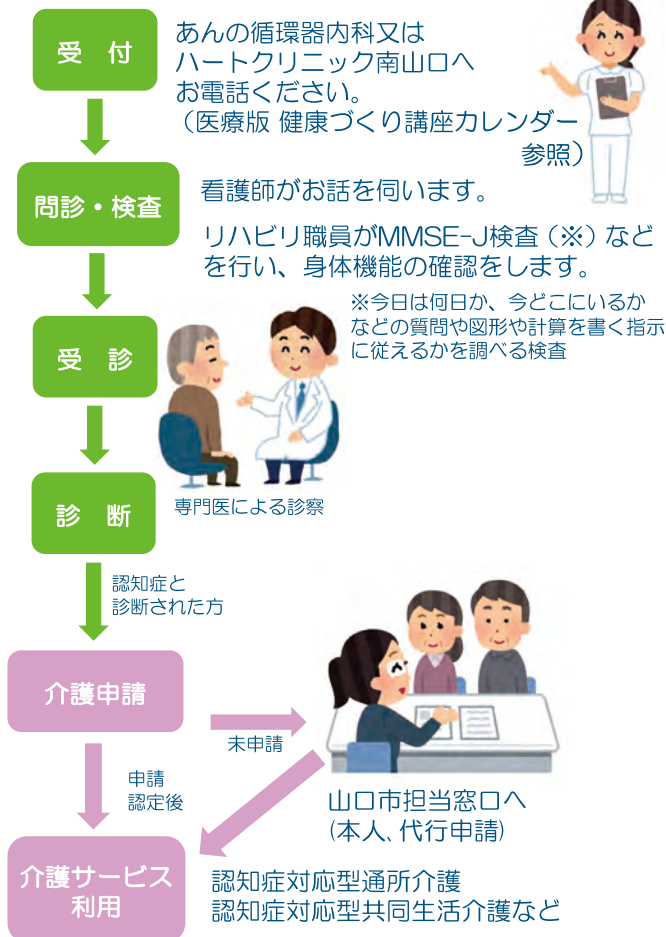 受 付
あんの循環器内科又は
ハートクリニック南山口へ
お電話ください。
(医療版 健康づくり講座カレンダー
参照)
問診・検査
看護師がお話を伺います。
リハビリ職員がMMSE-J検査(※)など
を行い、身体機能の確認をします。
※今日は何日か、今どこにいるか
などの質問や図形や計算を書く指示
に従えるかを調べる検査
受 診
専門医による診察
診 断
認知症と
診断された方
介護申請
未申請
申請
認定後
山口市担当窓口へ
(本人、代行申請)
介護サービス
利用
認知症対応型通所介護
認知症対応型共同生活介護など